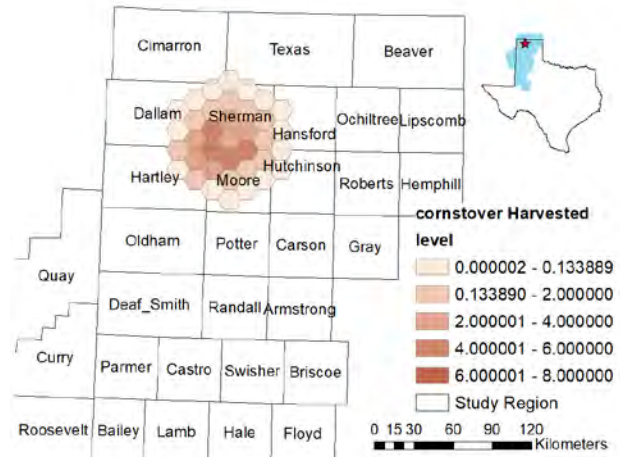 Cimarron Texas Beaver
Dallam Sherman Hansford Ochiltree Lipscomb
Hartley Moore Hutchinson Roberts Hemphill
Oldham Potter Carson Gray
Quay
Deaf_Smith Randall Armstrong
Curry Parmer Castro Swisher Briscoe
Roosevelt Bailey Lamb Hale Floyd
cornstover Harvested
level
0.000002 - 0.133889
0.133890 - 2.000000
2.000001 - 4.000000
4.000001 - 6.000000
6.000001 - 8.000000
Study Region
0 15 30 60 90 120
Kilometers